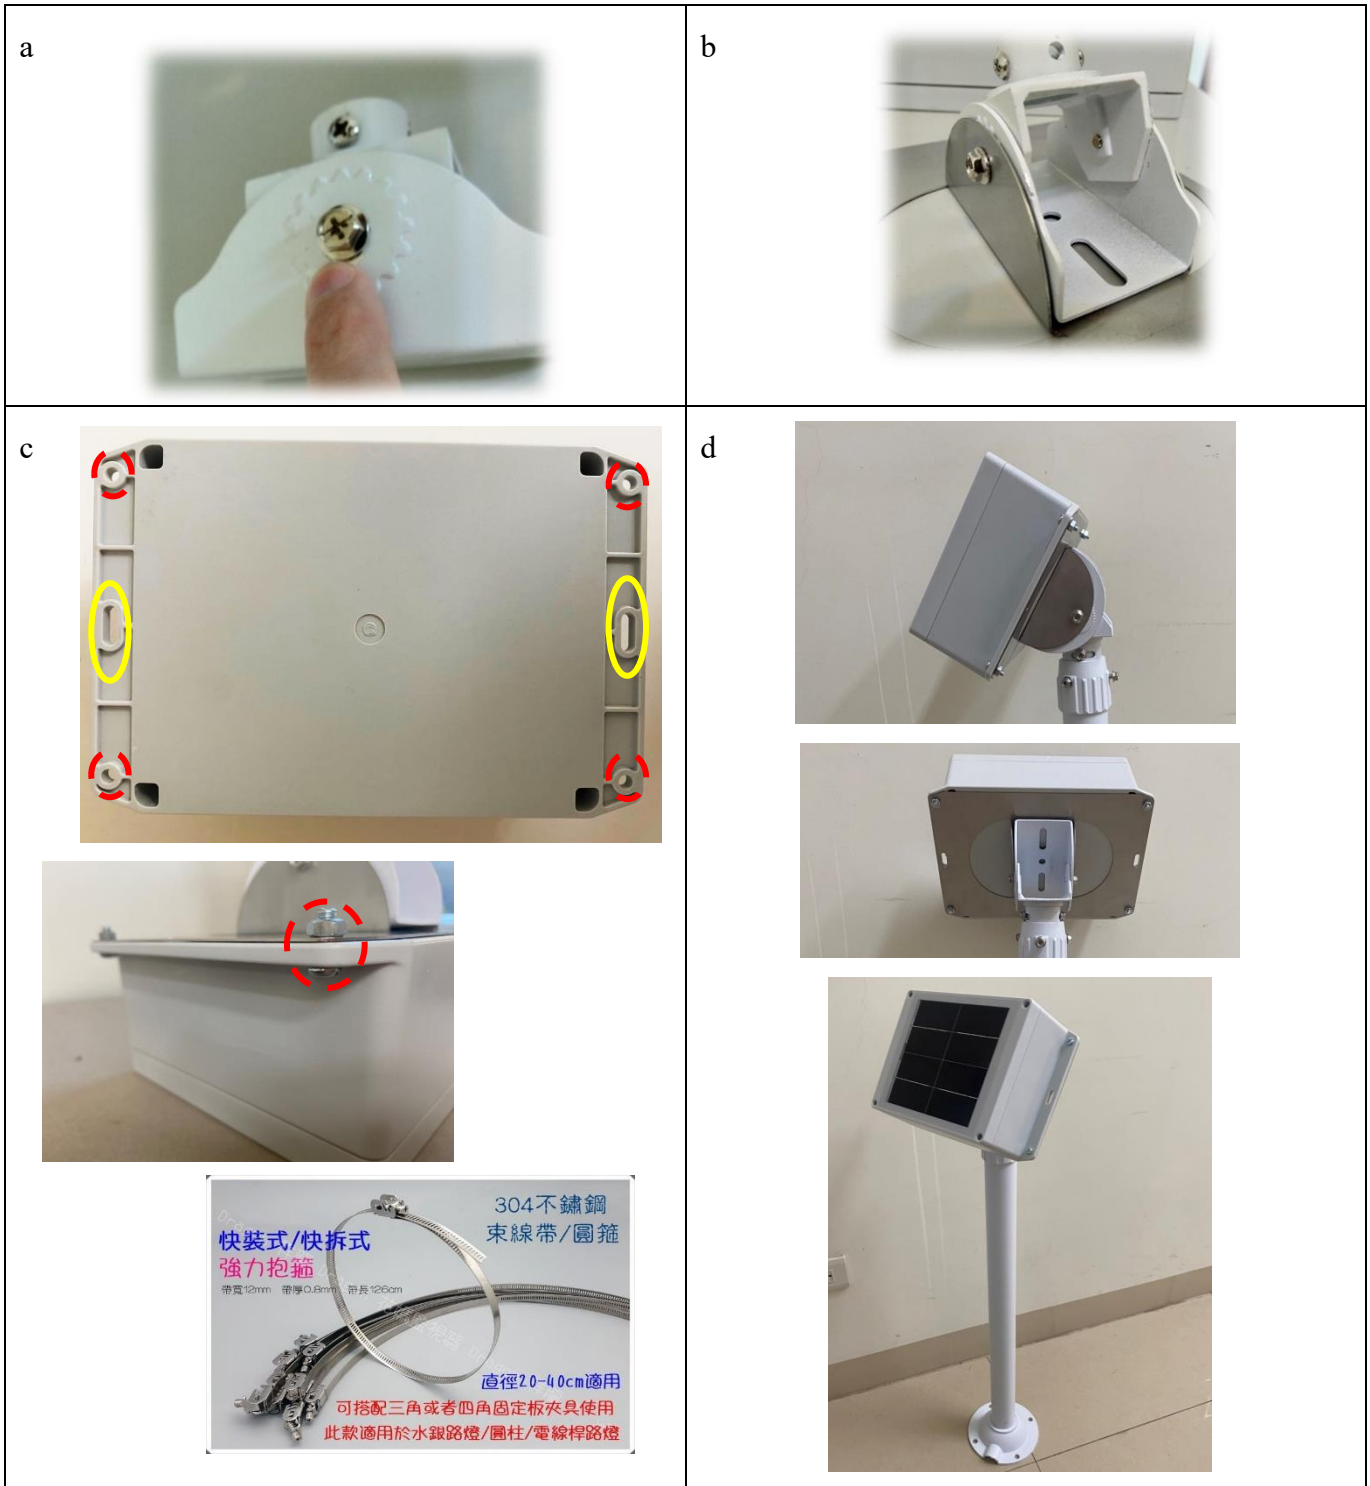 a
b
c
d
304不鏽鋼
束線帶/圓箍
快裝式/快拆式
強力抱箍
帶寬12mm 帶厚0.8mm 帶長126cm
直徑20-40cm適用
可搭配三角或者四角固定板夾具使用
此款適用於水銀路燈/圓柱/電線桿路燈